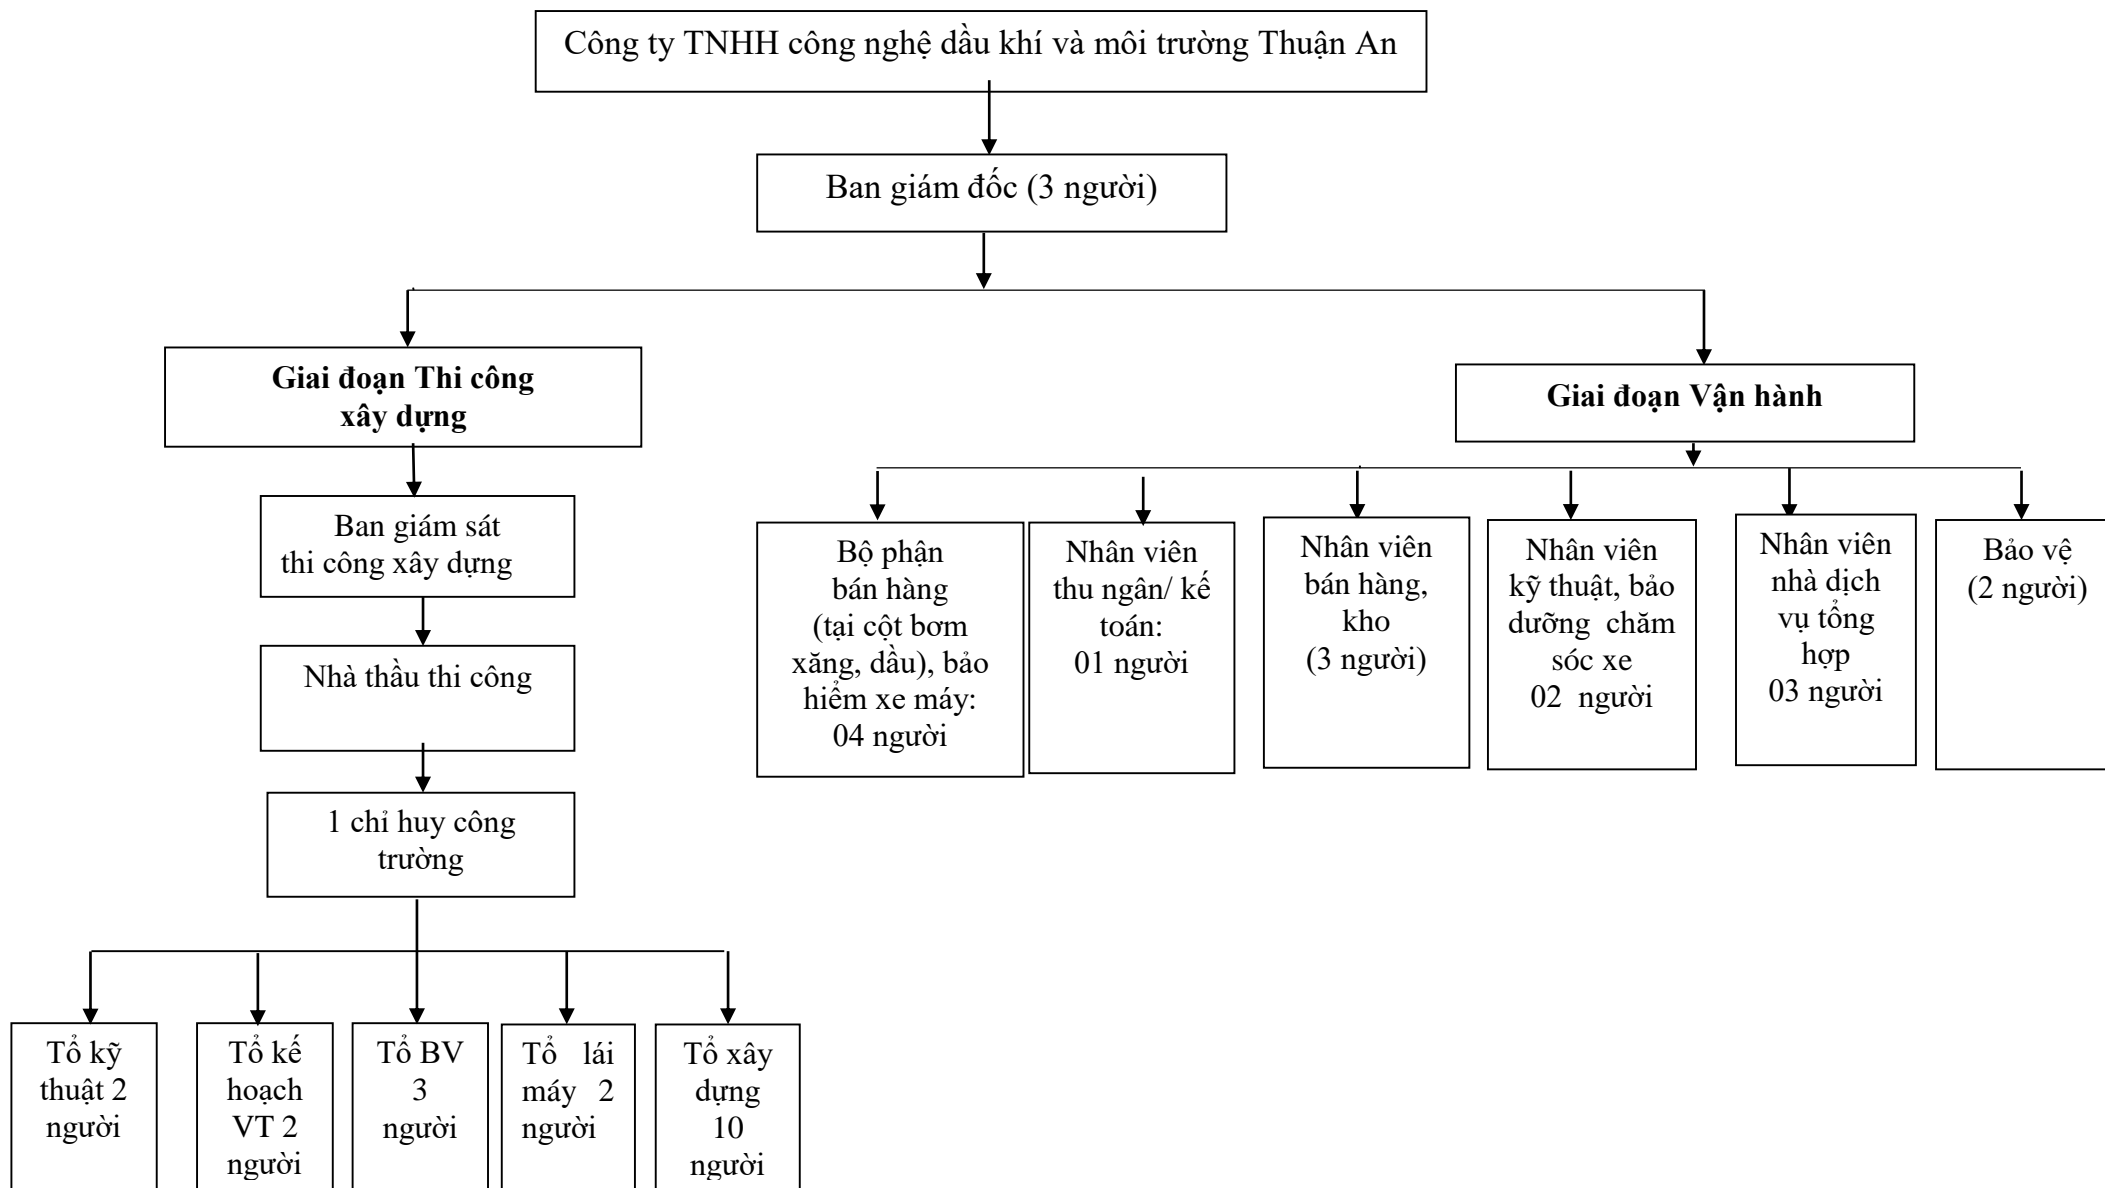 Công ty TNHH công nghệ dầu khí và môi trường Thuận An
Ban giám đốc (3 người)
Giai đoạn Thi công
xây dựng
Giai đoạn Vận hành
Ban giám sát
thi công xây dựng
Nhà thầu thi công
1 chỉ huy công
trường
Tổ kỹ
thuật 2
người
Tổ kế
hoạch
VT 2
người
Tổ BV
3
người
Tổ lái
máy 2
người
Tổ xây
dựng
10
người
Bộ phận
bán hàng
(tại cột bơm
xăng, dầu), bảo
hiểm xe máy:
04 người
Nhân viên
thu ngân/ kế
toán:
01 người
Nhân viên
bán hàng,
kho
(3 người)
Nhân viên
kỹ thuật, bảo
dưỡng chăm
sóc xe
02 người
Nhân viên
nhà dịch
vụ tổng
hợp
03 người
Bảo vệ
(2 người)